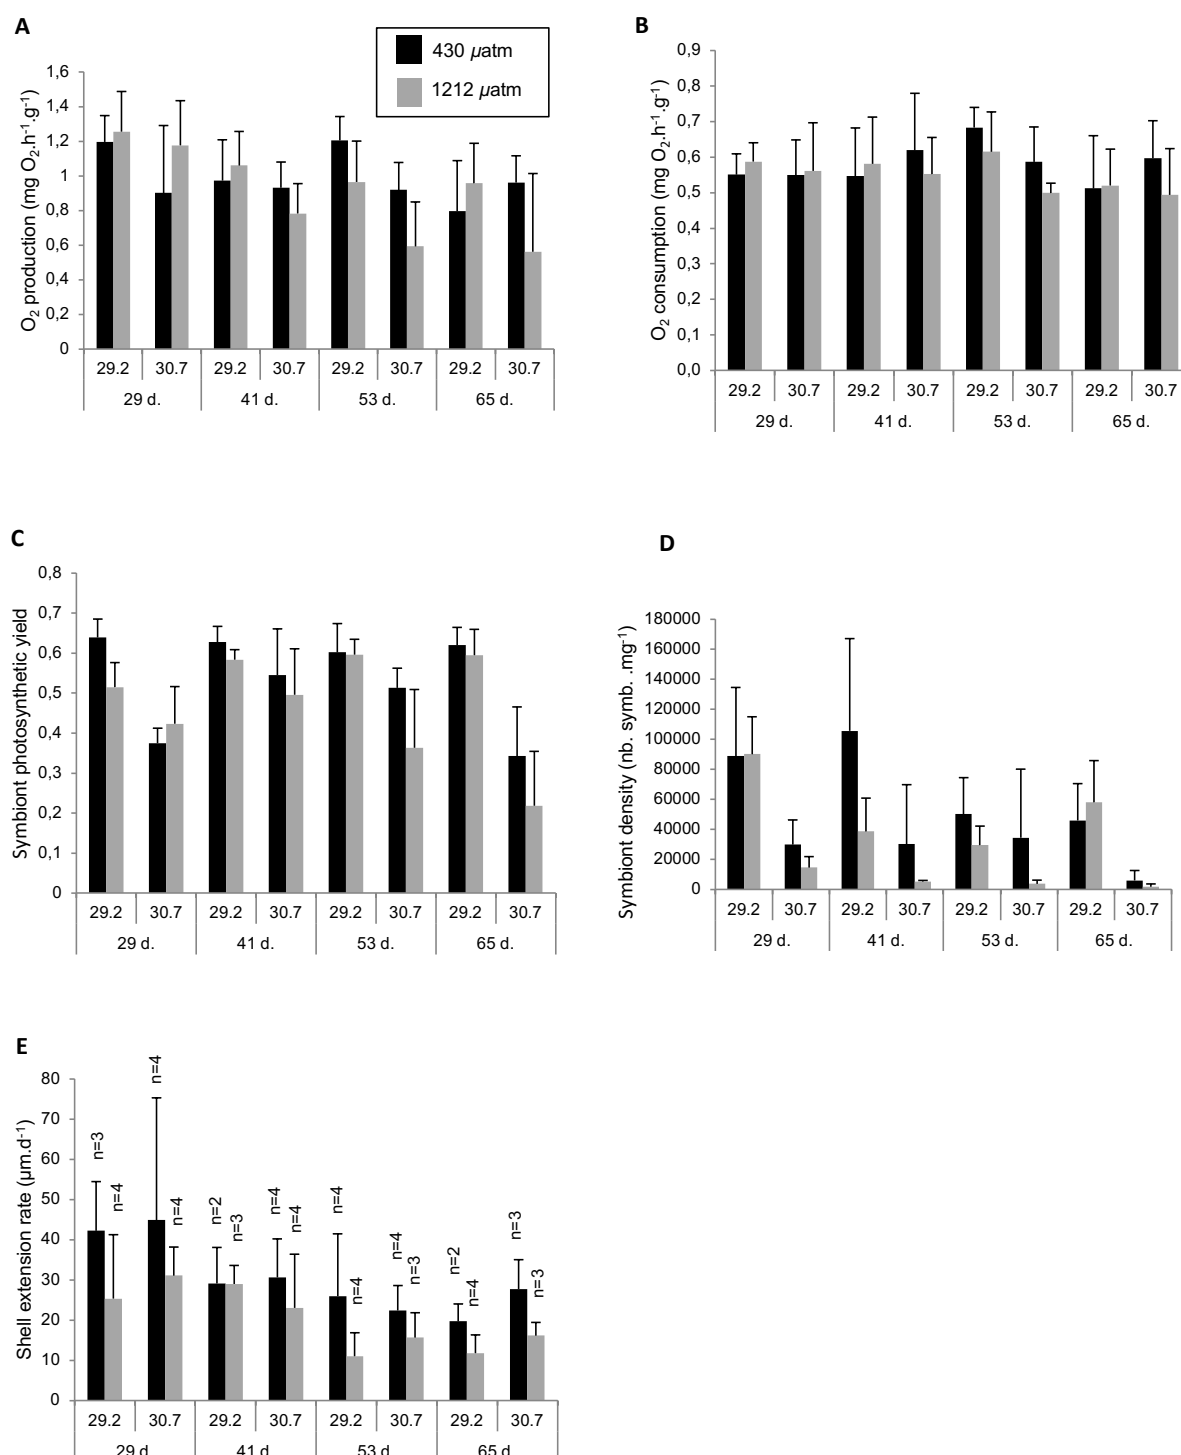 A
430 µatm
1212 µatm
O2 production (mg O2.h-1.g-1)
1,6
1,4
1,2
1
0,8
0,6
0,4
0,2
0
29.2 30.7 29.2 30.7 29.2 30.7 29.2 30.7
29 d. 41 d. 53 d. 65 d.
B
O2 consumption (mg O2.h-1.g-1)
0,9
0,8
0,7
0,6
0,5
0,4
0,3
0,2
0,1
0,0
29.2 30.7 29.2 30.7 29.2 30.7 29.2 30.7
29 d. 41 d. 53 d. 65 d.
C
Symbiont photosynthetic yield
0,8
0,7
0,6
0,5
0,4
0,3
0,2
0,1
0
29.2 30.7 29.2 30.7 29.2 30.7 29.2 30.7
29 d. 41 d. 53 d. 65 d.
D
Symbiont density (nb. symb. .mg-1)
180000
160000
140000
120000
100000
80000
60000
40000
20000
0
29.2 30.7 29.2 30.7 29.2 30.7 29.2 30.7
29 d. 41 d. 53 d. 65 d.
E
Shell extension rate (µm.d-1)
80
70
60
50
40
30
20
10
0
n=3 n=4 n=4 n=4 n=2 n=3 n=4 n=4 n=4 n=4 n=4 n=3 n=2 n=4 n=3 n=3
29.2 30.7 29.2 30.7 29.2 30.7 29.2 30.7
29 d. 41 d. 53 d. 65 d.